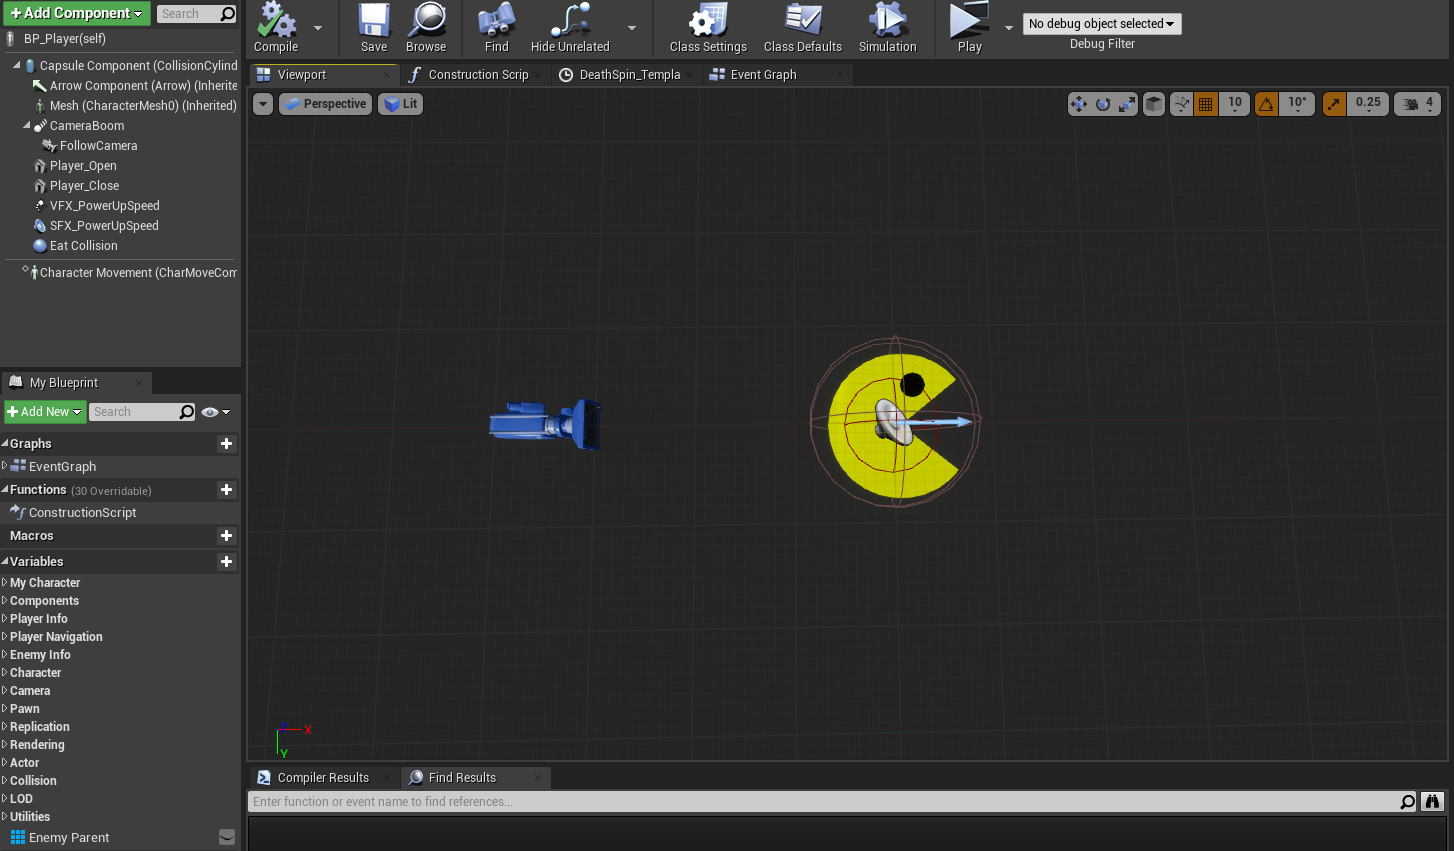 + Add Component
Search
BP_Player(self)
Capsule Component (CollisionCylind
Arrow Component (Arrow) (Inherite
Mesh (CharacterMesh0) (Inherited)
CameraBoom
FollowCamera
Player_Open
Player_Close
VFX_PowerUpSpeed
SFX_PowerUpSpeed
Eat Collision
Character Movement (CharMoveCom
My Blueprint
+ Add New
Search
Graphs
EventGraph
Functions (30 Overridable)
ConstructionScript
Macros
Variables
My Character
Components
Player Info
Player Navigation
Enemy Info
Character
Camera
Pawn
Replication
Rendering
Actor
Collision
LOD
Utilities
Enemy Parent
Compile
Save
Browse
Find
Hide Unrelated
Class Settings
Class Defaults
Simulation
Play
No debug object selected
Debug Filter
Viewport
Construction Scrip
DeathSpin_Templa
Event Graph
Perspective
Lit
10
10°
0.25
4
X
Y
Compiler Results
Find Results
Enter function or event name to find references...